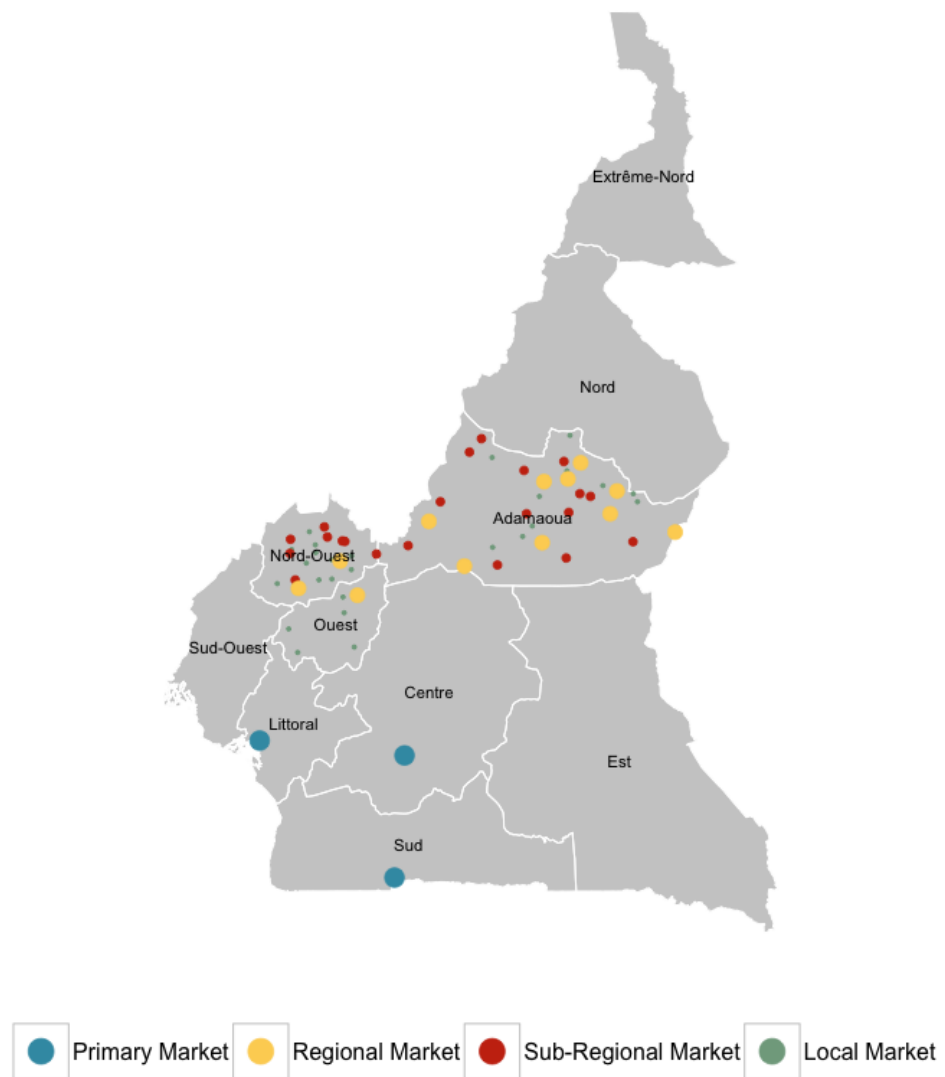 Extrême-Nord
Nord
Adamaoua
Nord-Ouest
Ouest
Sud-Ouest
Centre
Littoral
Est
Sud
Primary Market Regional Market Sub-Regional Market Local Market